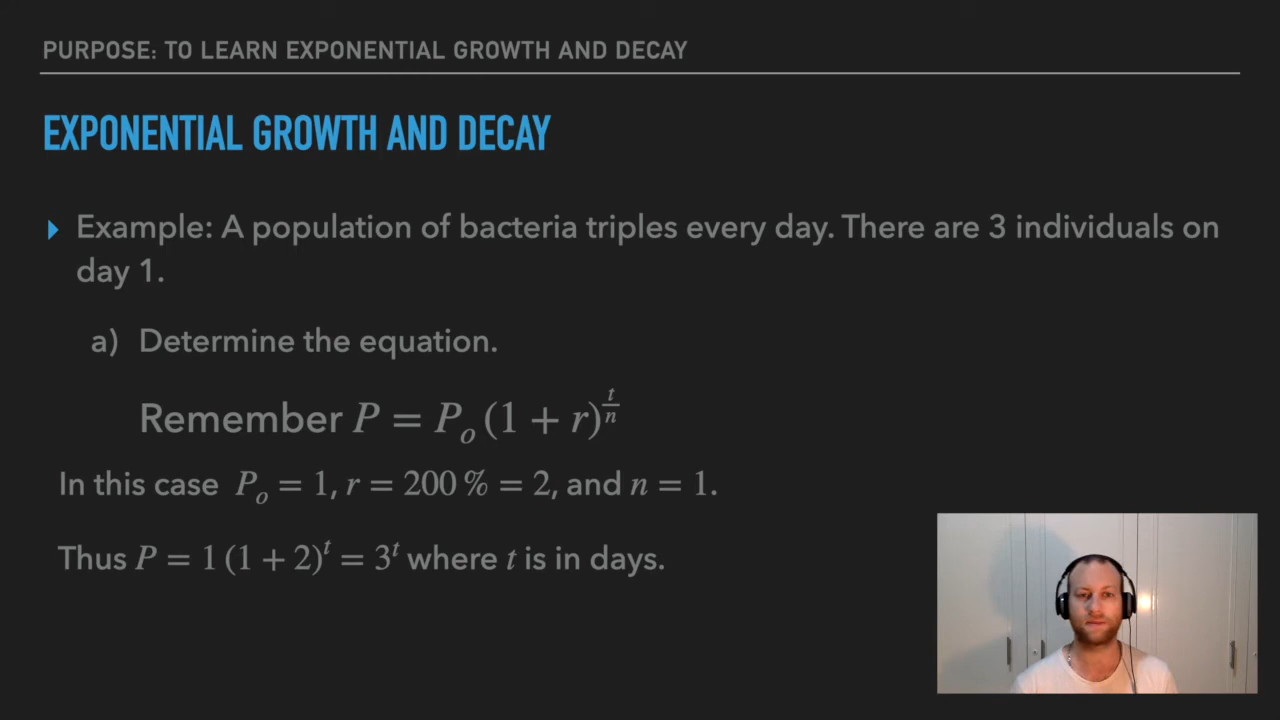 PURPOSE: TO LEARN EXPONENTIAL GROWTH AND DECAY
EXPONENTIAL GROWTH AND DECAY
Example: A population of bacteria triples every day. There are 3 individuals on
day 1.
a) Determine the equation.
Remember $P = P_o (1 + r)^{\frac{t}{n}}$
In this case $P_o = 1, r = 200\% = 2$, and $n = 1$.
Thus $P = 1 (1 + 2)^t = 3^t$ where $t$ is in days.